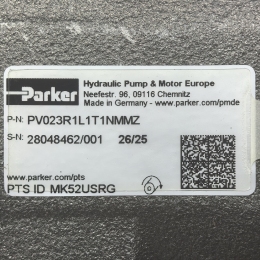 Parker
Hydraulic Pump & Motor Europe
Neefestr. 96, 09116 Chemnitz
Made in Germany - www.parker.com/pmde
P-N: PV023R1L1T1NMMZ
S-N: 28048462/001 26/25
www.parker.com/pts
PTS ID MK52USRG